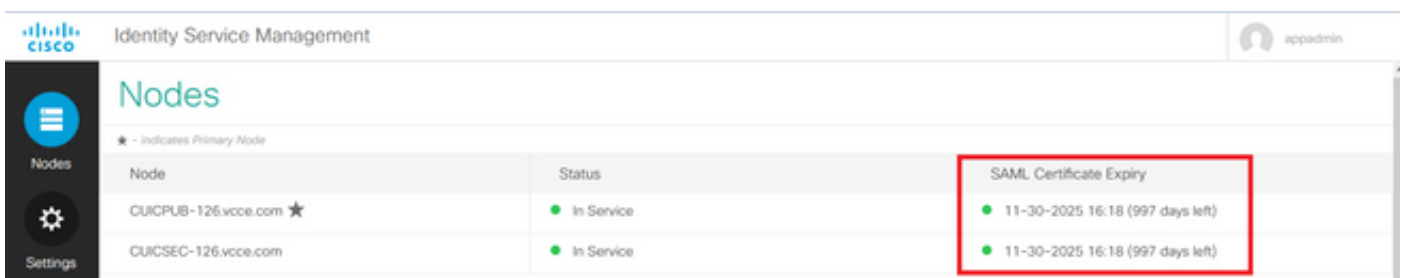 CISCO Identity Service Management appadmin
Nodes
★ - indicates Primary Node
Nodes
Node Status SAML Certificate Expiry
CUICPUB-126.vcce.com ★ In Service 11-30-2025 16:18 (997 days left)
CUICSEC-126.vcce.com In Service 11-30-2025 16:18 (997 days left)
Settings